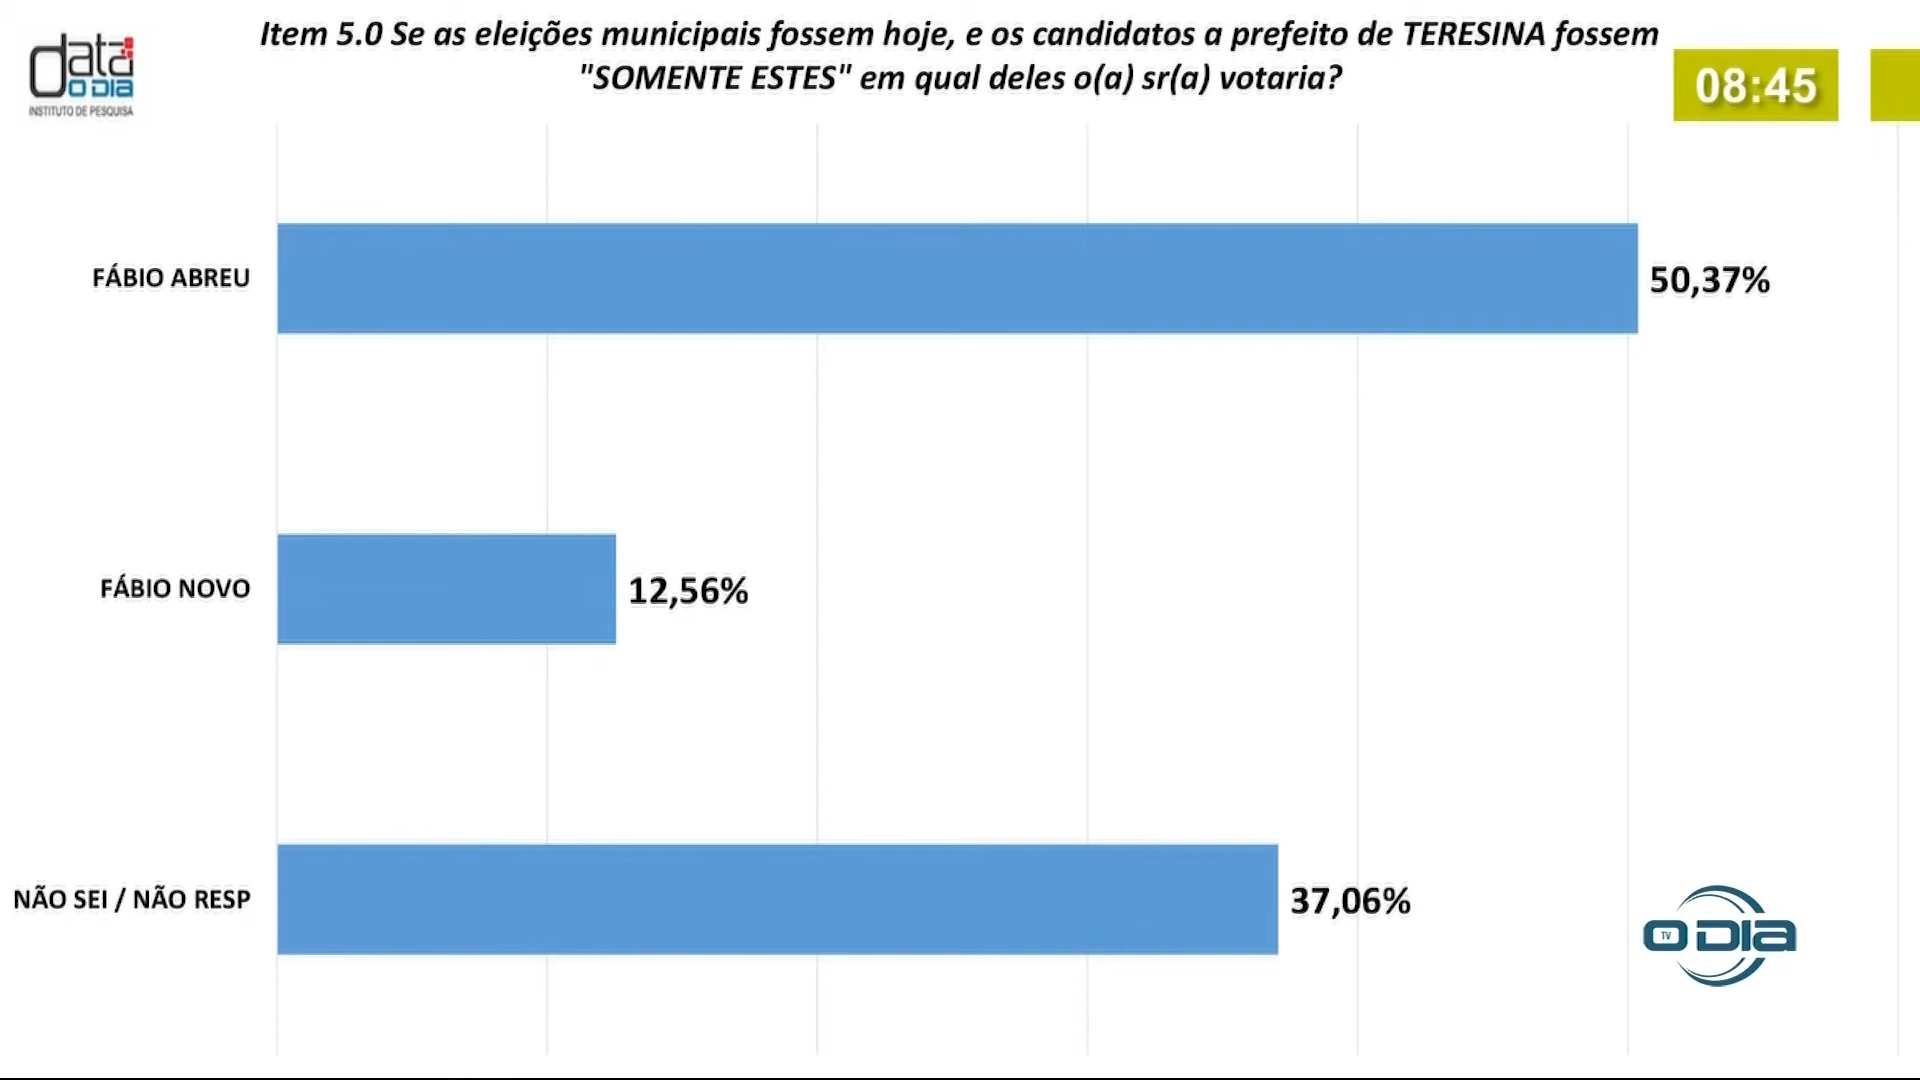 data
O DIA
INSTITUTO DE PESQUISA
Item 5.0 Se as eleições municipais fossem hoje, e os candidatos a prefeito de TERESINA fossem
"SOMENTE ESTES" em qual deles o(a) sr(a) votaria?
08:45
FÁBIO ABREU
50,37%
FÁBIO NOVO
12,56%
NÃO SEI / NÃO RESP
37,06%
TV
O DIA